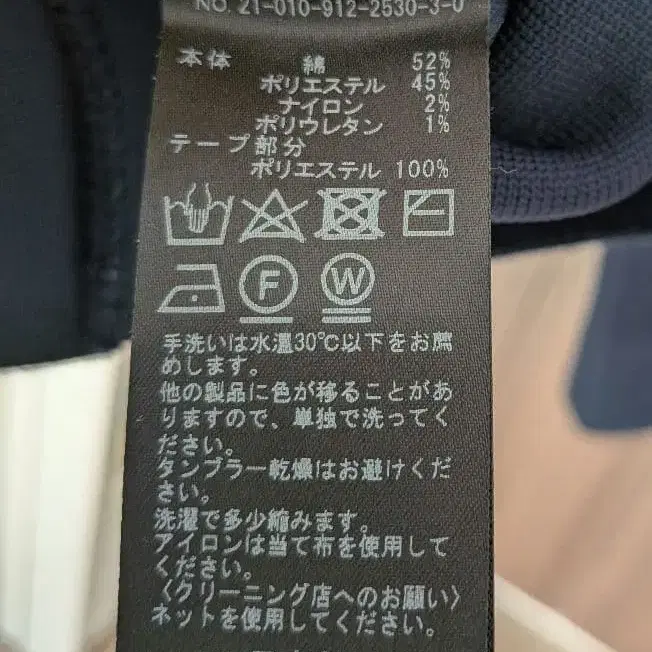 NO. 21-010-912-2530-3-0
本体 綿 52%
ポリエステル 45%
ナイロン 2%
ポリウレタン 1%
テープ部分
ポリエステル 100%
F W
手洗いは水温30℃以下をお薦
めします。
他の製品に色が移ることがあ
りますので、単独で洗ってく
ださい。
タンブラー乾燥はお避けくだ
さい。
洗濯で多少縮みます。
アイロンは当て布を使用して
ください。
〈クリーニング店へのお願い〉
ネットを使用してください。